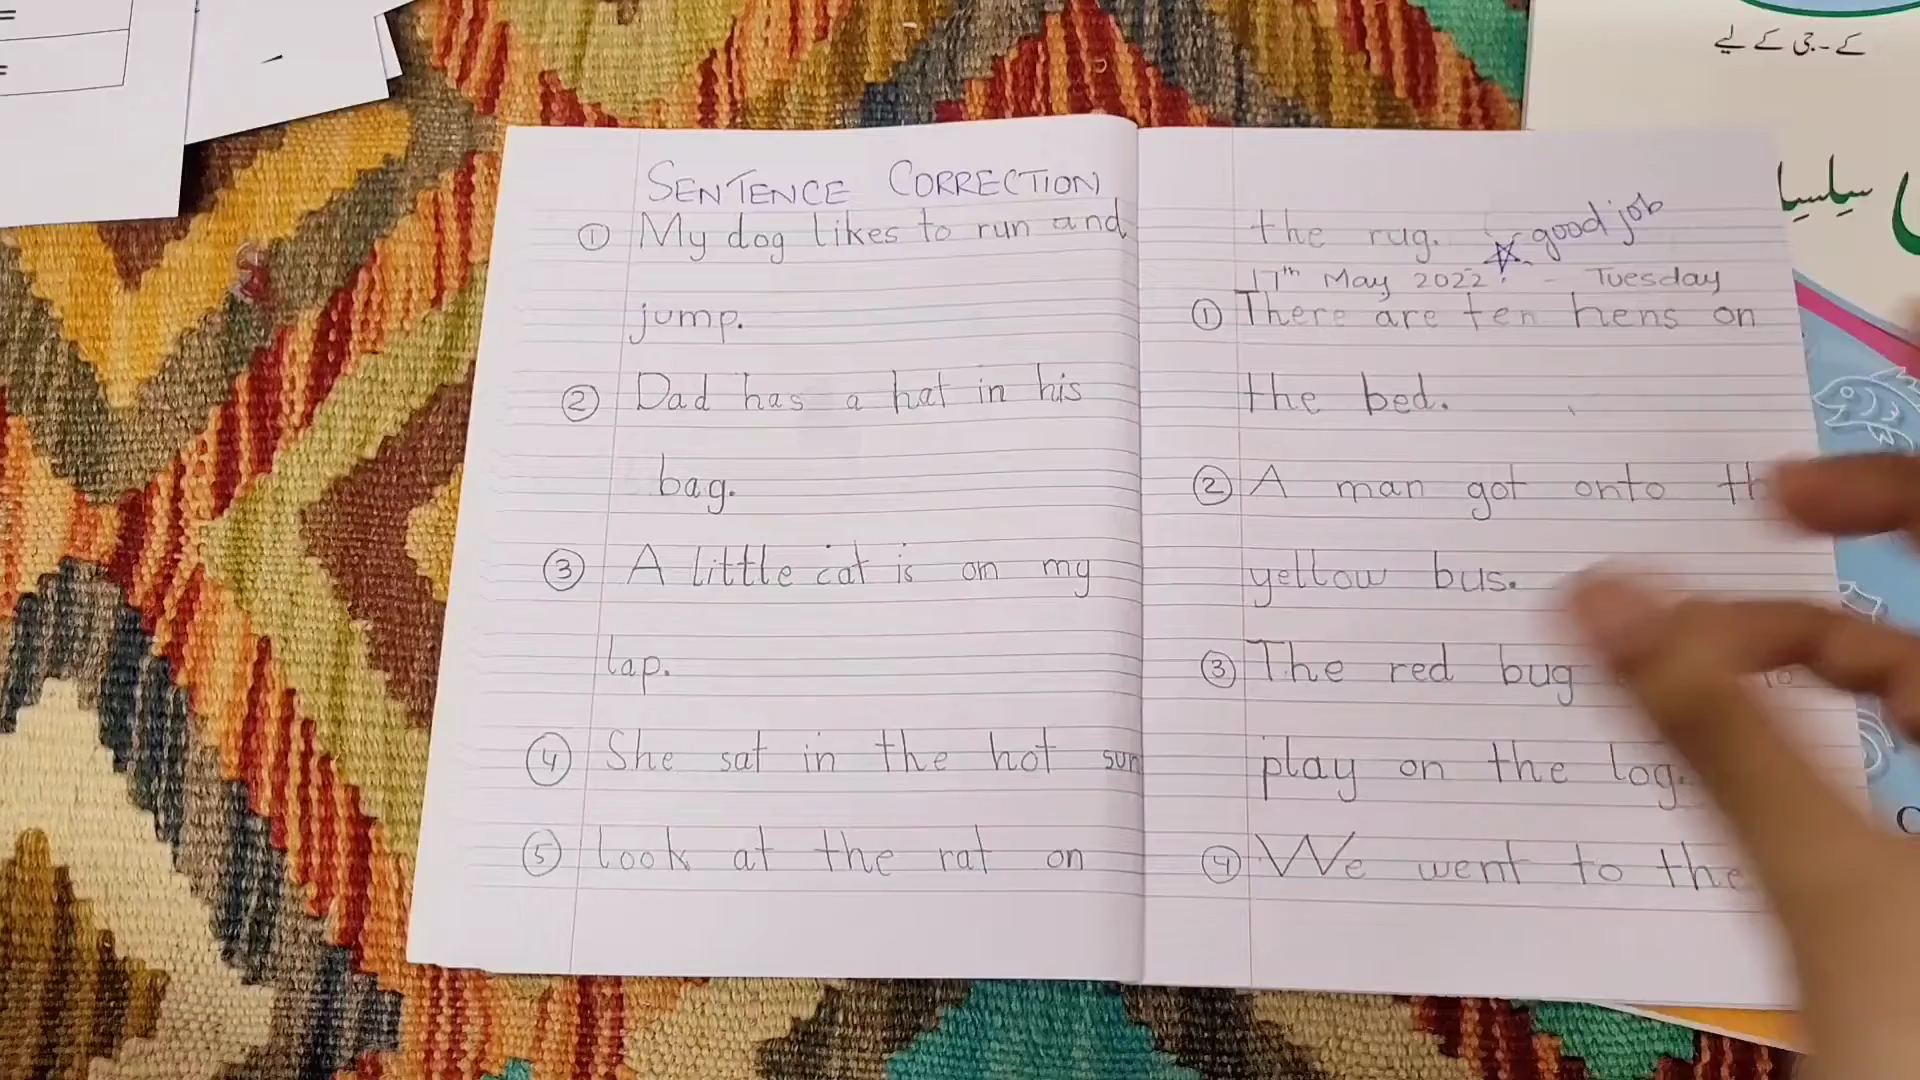 SENTENCE CORRECTION
① My dog likes to run and
jump.
② Dad has a hat in his
bag.
③ A little cat is on my
lap.
④ She sat in the hot sun
⑤ look at the rat on
the rug. good job
17th May 2022 - Tuesday
① There are ten hens on
the bed.
② A man got onto
yellow bus.
③ The red bug
play on the log.
④ We went to the
کے - جی کے لیے
سیلسیا
=
=